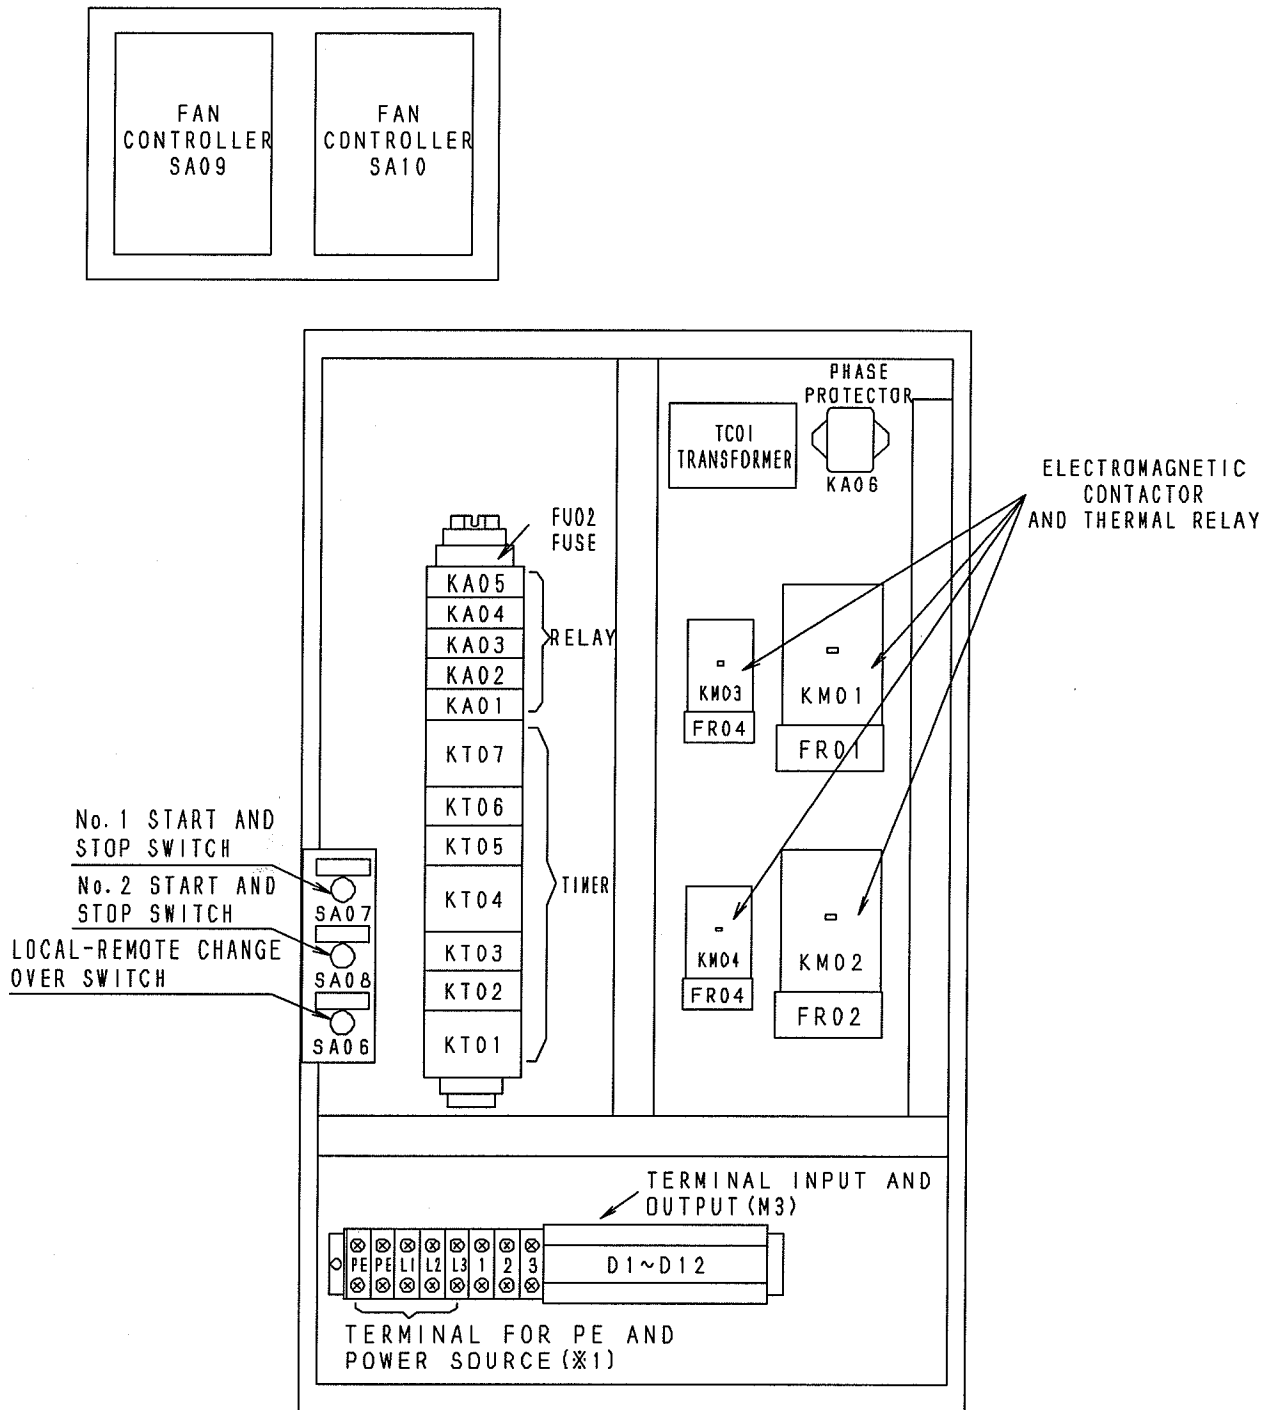 FAN
CONTROLLER
SA09
FAN
CONTROLLER
SA10
PHASE
PROTECTOR
TC01
TRANSFORMER
KA06
ELECTROMAGNETIC
CONTACTOR
AND THERMAL RELAY
FU02
FUSE
KA05
KA04
KA03
KA02
KA01
RELAY
KT07
KT06
KT05
KT04
KT03
KT02
KT01
TIMER
KM03
FR04
KM01
FR01
KM04
FR04
KM02
FR02
No.1 START AND
STOP SWITCH
No.2 START AND
STOP SWITCH
LOCAL-REMOTE CHANGE
OVER SWITCH
SA07
SA08
SA06
TERMINAL INPUT AND
OUTPUT(M3)
PE PE L1 L2 L3 1 2 3
D1~D12
TERMINAL FOR PE AND
POWER SOURCE(※1)